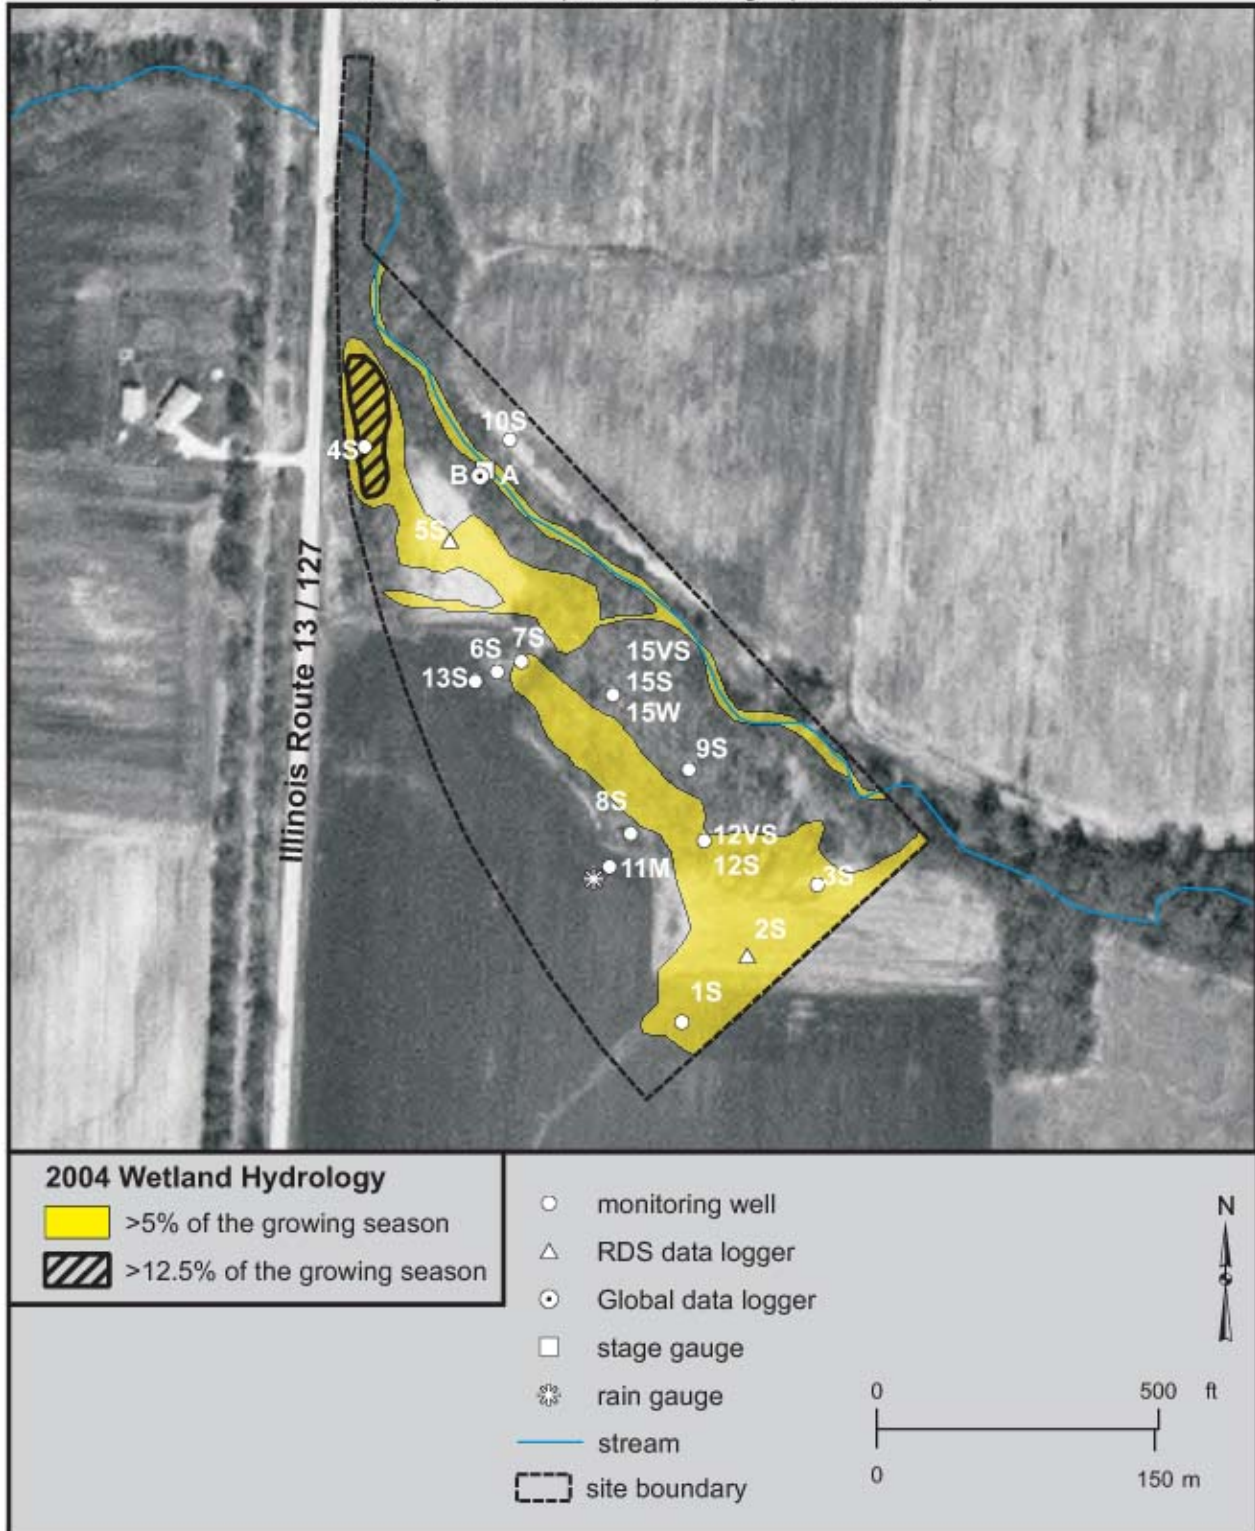 10S
4S
B A
5S
Illinois Route 13 / 127
7S
6S
13S
15VS
15S
15W
9S
8S
12VS
12S
11M
3S
2S
1S
2004 Wetland Hydrology
>5% of the growing season
>12.5% of the growing season
monitoring well
RDS data logger
Global data logger
stage gauge
rain gauge
stream
site boundary
N
0 500 ft
0 150 m